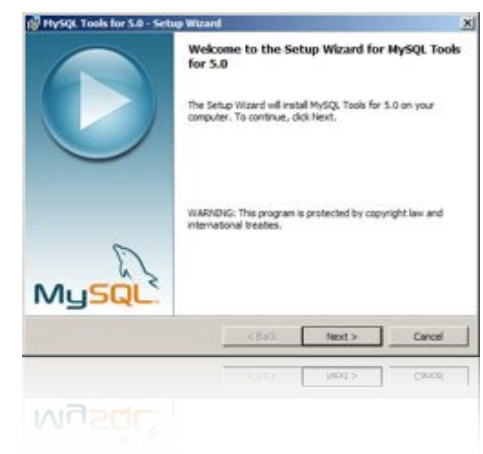 MySQL Tools for 5.0 - Setup Wizard
Welcome to the Setup Wizard for MySQL Tools
for 5.0
The Setup Wizard will install MySQL Tools for 5.0 on your
computer. To continue, click Next.
WARNING: This program is protected by copyright law and
international treaties.
MySQL
< Back
Next >
Cancel